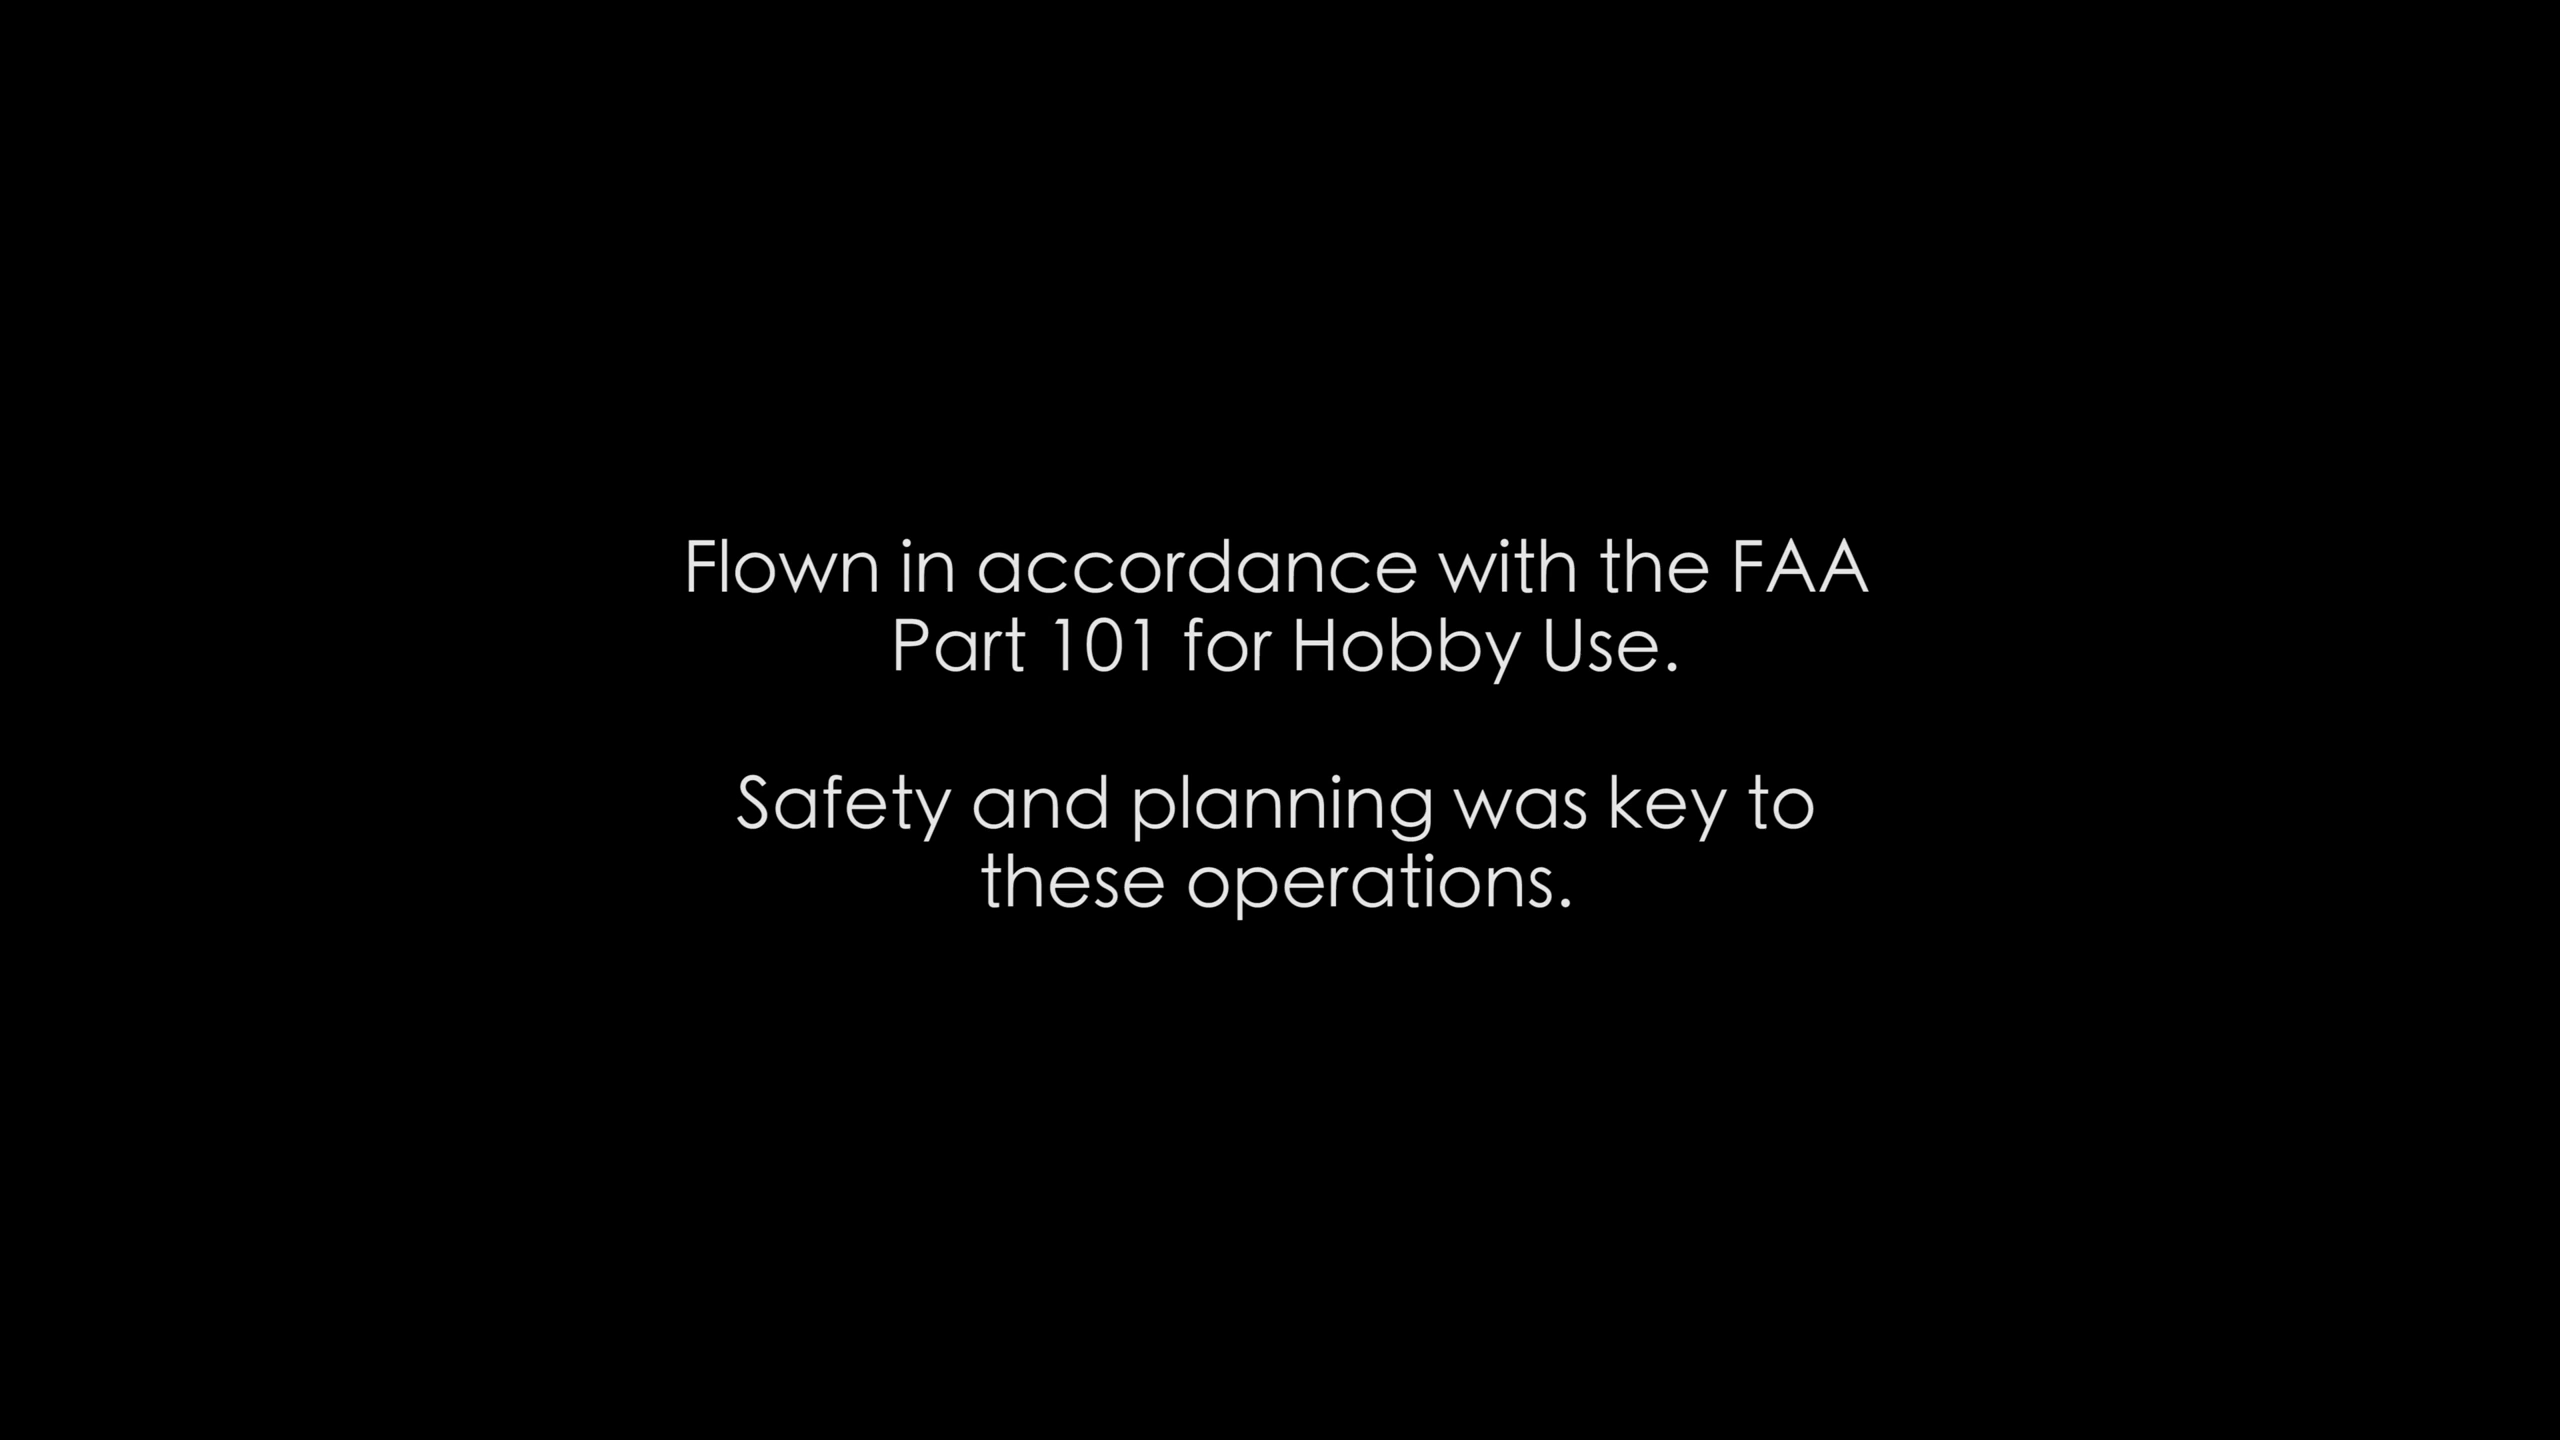 Flown in accordance with the FAA
Part 101 for Hobby Use.
Safety and planning was key to
these operations.